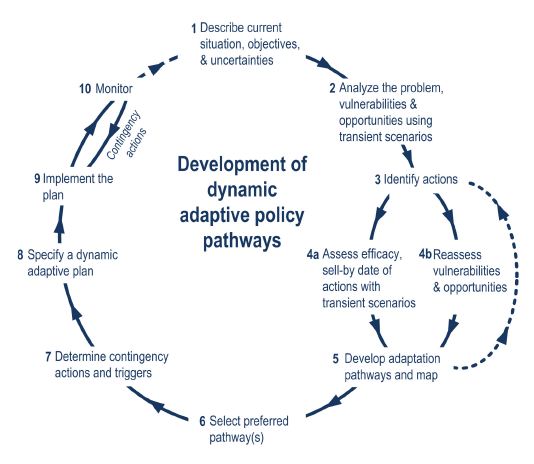 1 Describe current
situation, objectives,
& uncertainties
2 Analyze the problem,
vulnerabilities &
opportunities using
transient scenarios
3 Identify actions
4a Assess efficacy,
sell-by date of
actions with
transient scenarios
4b Reassess
vulnerabilities
& opportunities
5 Develop adaptation
pathways and map
6 Select preferred
pathway(s)
7 Determine contingency
actions and triggers
8 Specify a dynamic
adaptive plan
9 Implement the
plan
10 Monitor
Contingency
actions
Development of
dynamic
adaptive policy
pathways